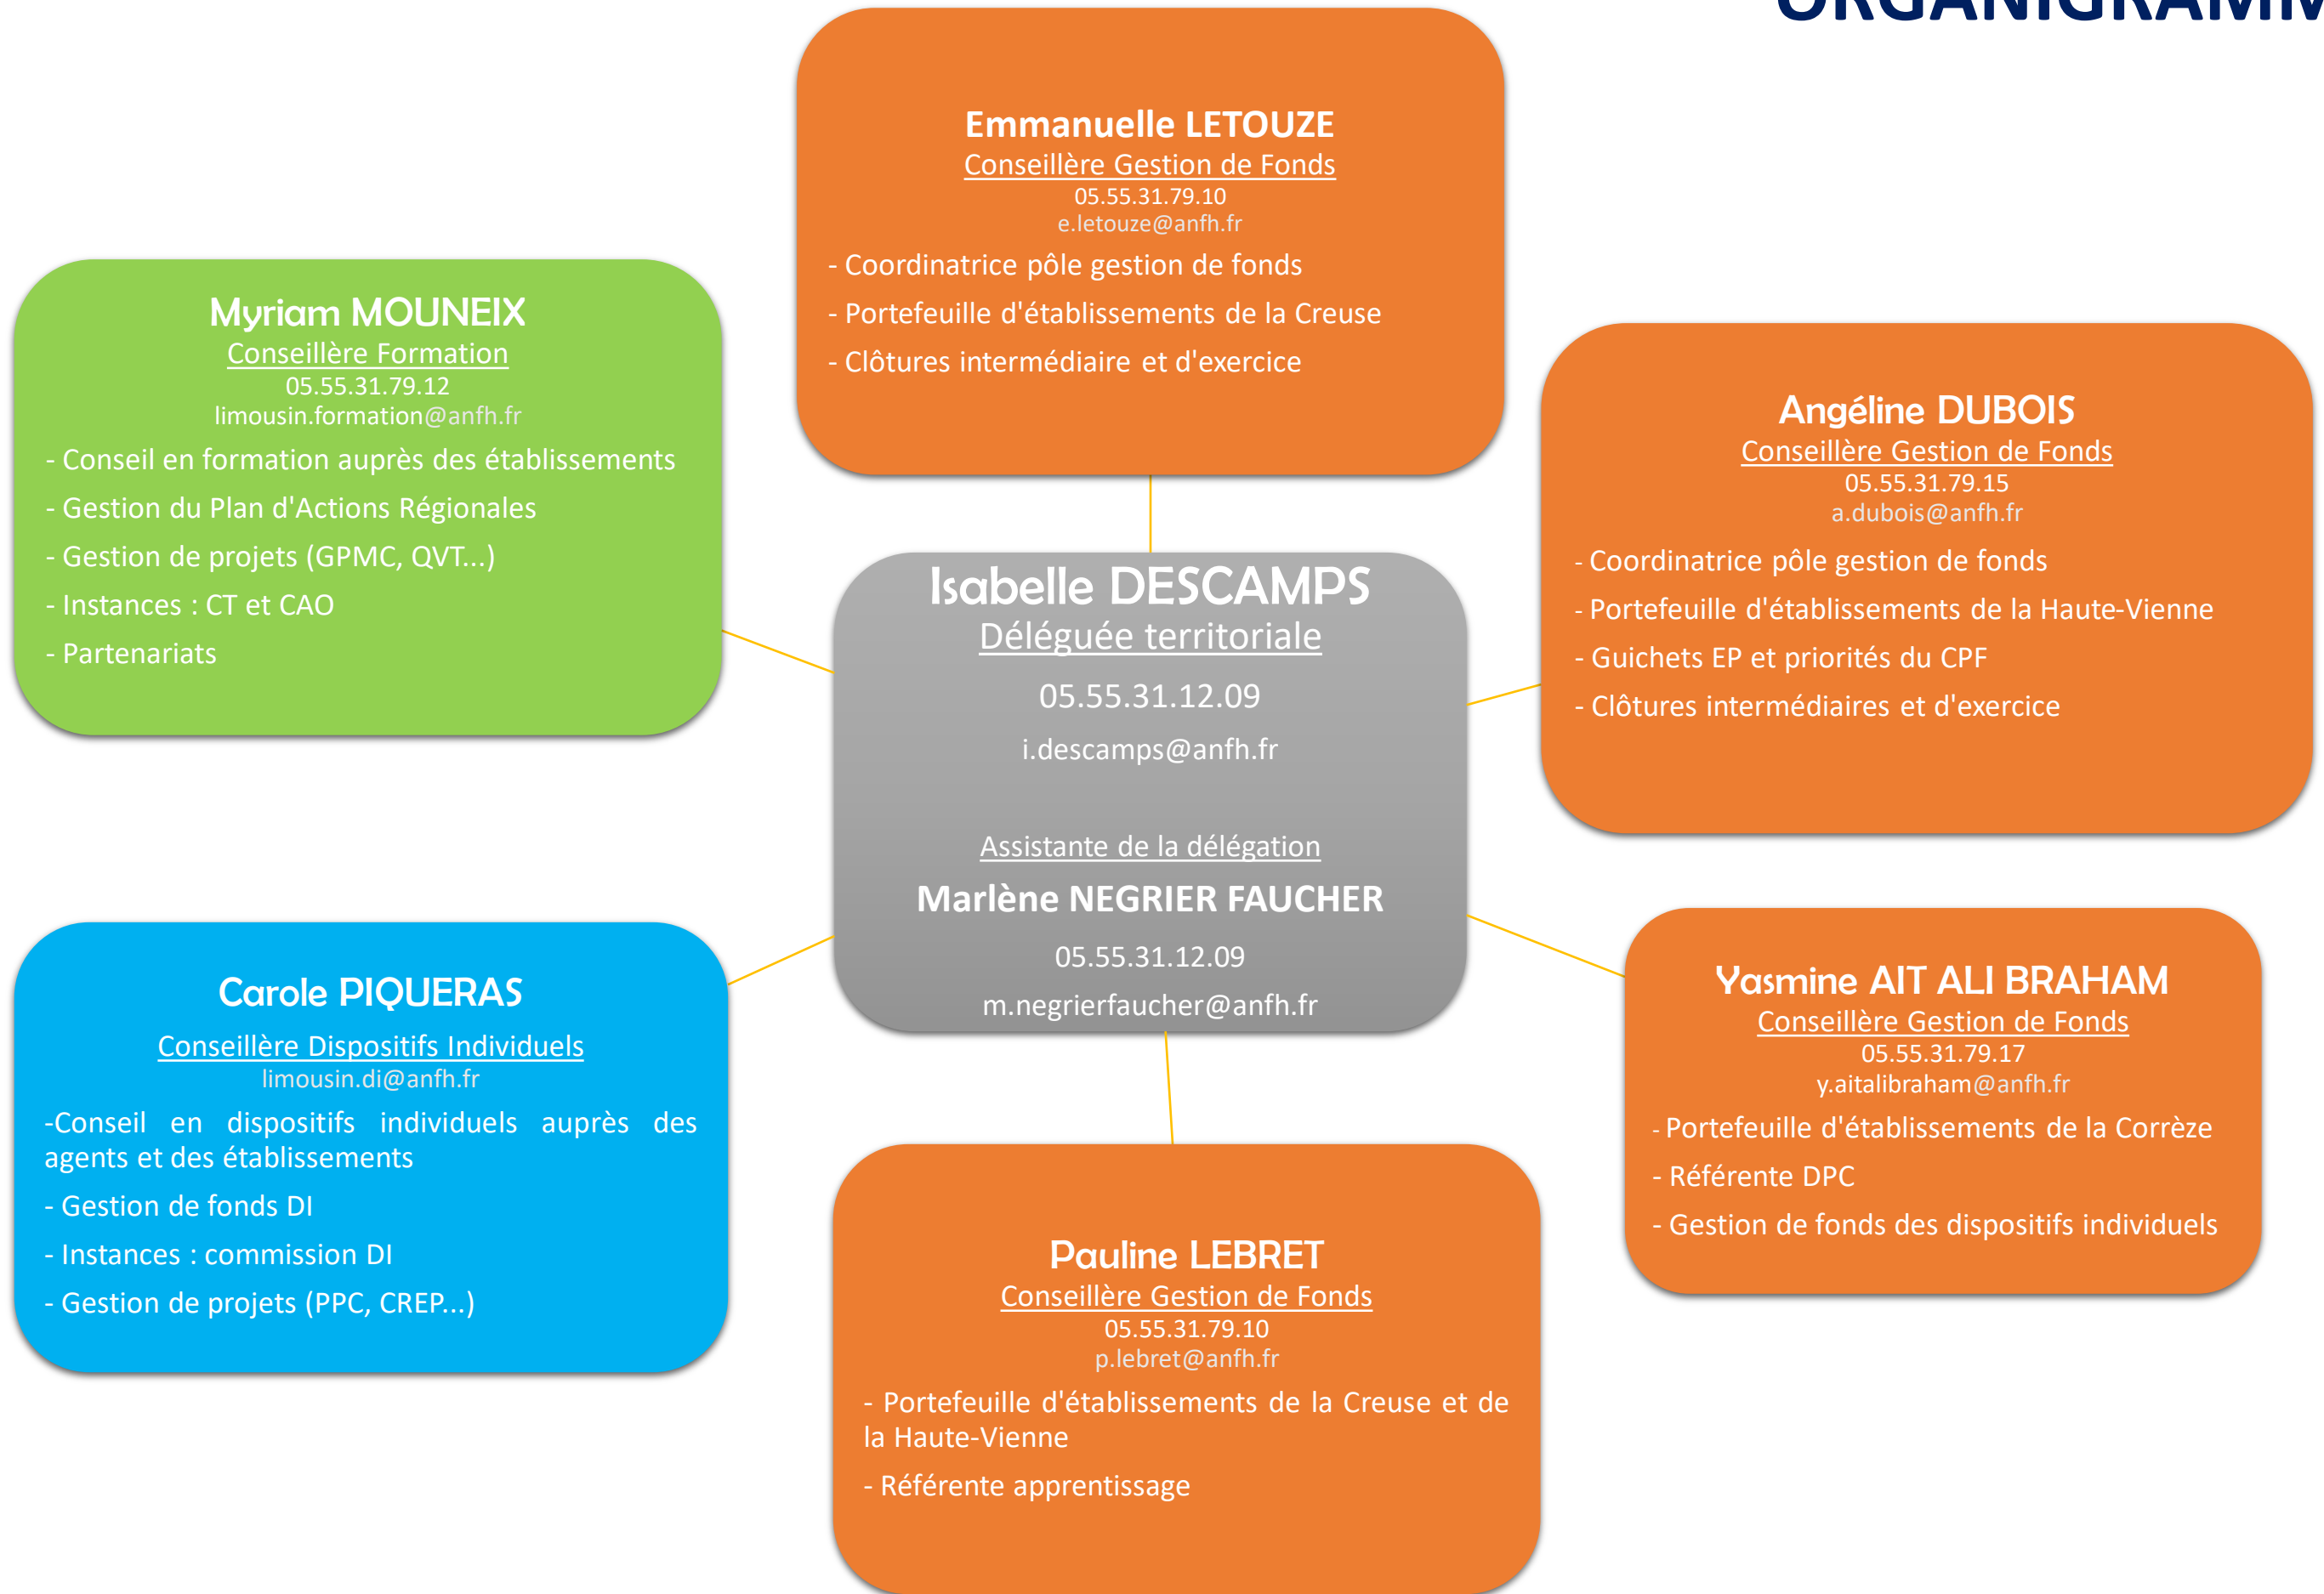 ORGANIGRAMM
Emmanuelle LETOUZE
Conseillère Gestion de Fonds
05.55.31.79.10
e.letouze@anfh.fr
- Coordinatrice pôle gestion de fonds
- Portefeuille d'établissements de la Creuse
- Clôtures intermédiaire et d'exercice
Myriam MOUNEIX
Conseillère Formation
05.55.31.79.12
limousin.formation@anfh.fr
- Conseil en formation auprès des établissements
- Gestion du Plan d'Actions Régionales
- Gestion de projets (GPMC, QVT...)
- Instances : CT et CAO
- Partenariats
Angéline DUBOIS
Conseillère Gestion de Fonds
05.55.31.79.15
a.dubois@anfh.fr
- Coordinatrice pôle gestion de fonds
- Portefeuille d'établissements de la Haute-Vienne
- Guichets EP et priorités du CPF
- Clôtures intermédiaires et d'exercice
Isabelle DESCAMPS
Déléguée territoriale
05.55.31.12.09
i.descamps@anfh.fr
Assistante de la délégation
Marlène NEGRIER FAUCHER
05.55.31.12.09
m.negrierfaucher@anfh.fr
Carole PIQUERAS
Conseillère Dispositifs Individuels
limousin.di@anfh.fr
-Conseil en dispositifs individuels auprès des
agents et des établissements
- Gestion de fonds DI
- Instances : commission DI
- Gestion de projets (PPC, CREP...)
Yasmine AIT ALI BRAHAM
Conseillère Gestion de Fonds
05.55.31.79.17
y.aitalibraham@anfh.fr
- Portefeuille d'établissements de la Corrèze
- Référente DPC
- Gestion de fonds des dispositifs individuels
Pauline LEBRET
Conseillère Gestion de Fonds
05.55.31.79.10
p.lebret@anfh.fr
- Portefeuille d'établissements de la Creuse et de
la Haute-Vienne
- Référente apprentissage